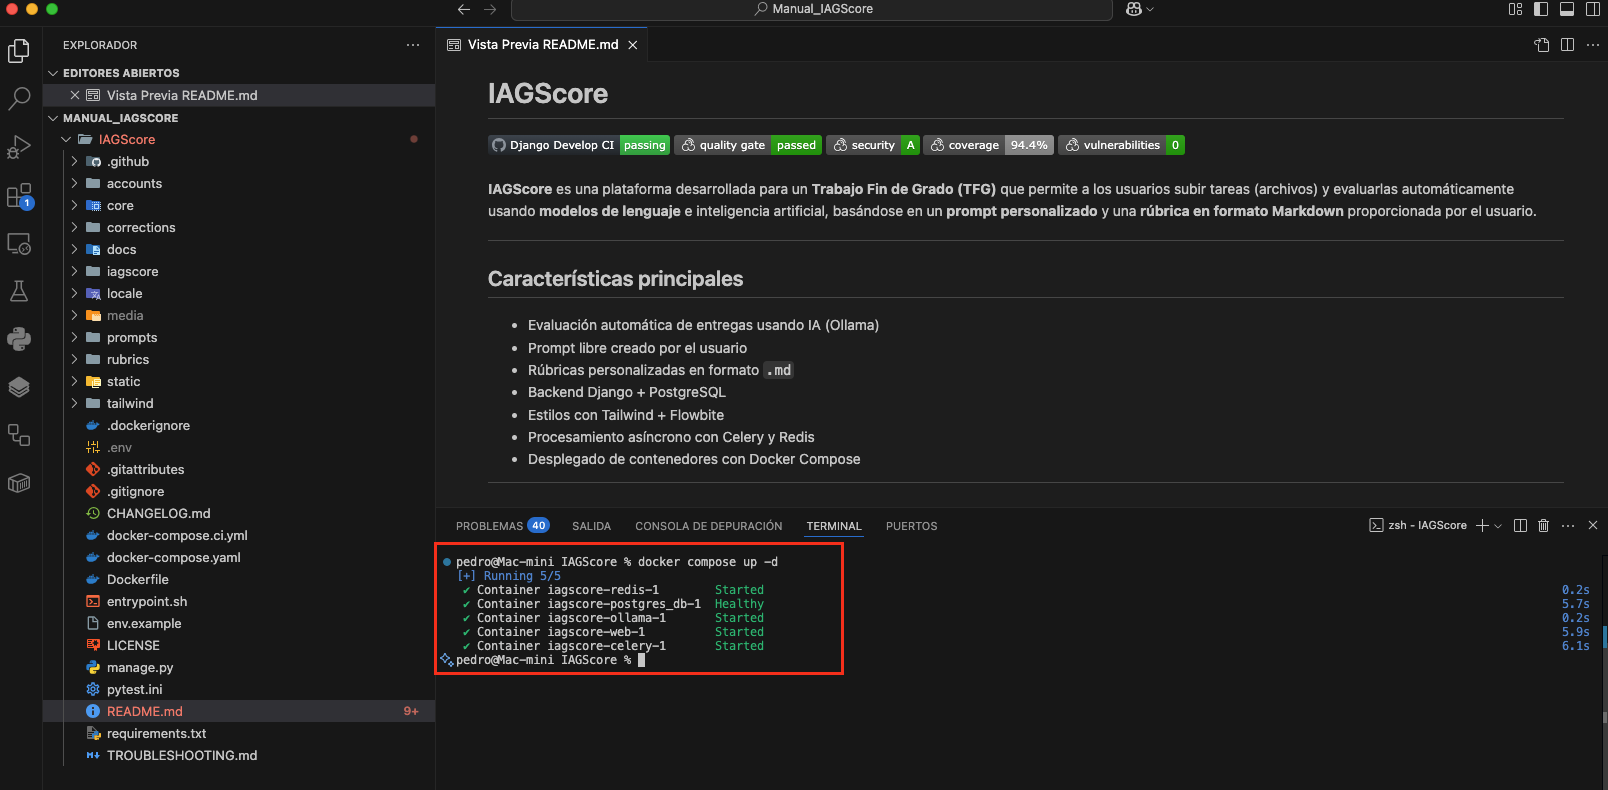 Manual_IAGScore
EXPLORADOR
EDITORES ABIERTOS
Vista Previa README.md
MANUAL_IAGSCORE
IAGScore
.github
accounts
core
corrections
docs
iagscore
locale
media
prompts
rubrics
static
tailwind
.dockerignore
.env
.gitattributes
.gitignore
CHANGELOG.md
docker-compose.ci.yml
docker-compose.yaml
Dockerfile
entrypoint.sh
env.example
LICENSE
manage.py
pytest.ini
README.md 9+
requirements.txt
TROUBLESHOOTING.md
1
Vista Previa README.md
IAGScore
Django Develop CI passing quality gate passed security A coverage 94.4% vulnerabilities 0
IAGScore es una plataforma desarrollada para un Trabajo Fin de Grado (TFG) que permite a los usuarios subir tareas (archivos) y evaluarlas automáticamente
usando modelos de lenguaje e inteligencia artificial, basándose en un prompt personalizado y una rúbrica en formato Markdown proporcionada por el usuario.
Características principales
• Evaluación automática de entregas usando IA (Ollama)
• Prompt libre creado por el usuario
• Rúbricas personalizadas en formato .md
• Backend Django + PostgreSQL
• Estilos con Tailwind + Flowbite
• Procesamiento asíncrono con Celery y Redis
• Desplegado de contenedores con Docker Compose
PROBLEMAS 40 SALIDA CONSOLA DE DEPURACIÓN TERMINAL PUERTOS zsh - IAGScore
pedro@Mac-mini IAGScore % docker compose up -d
[+] Running 5/5
✔ Container iagscore-redis-1 Started 0.2s
✔ Container iagscore-postgres_db-1 Healthy 5.7s
✔ Container iagscore-ollama-1 Started 0.2s
✔ Container iagscore-web-1 Started 5.9s
✔ Container iagscore-celery-1 Started 6.1s
pedro@Mac-mini IAGScore %